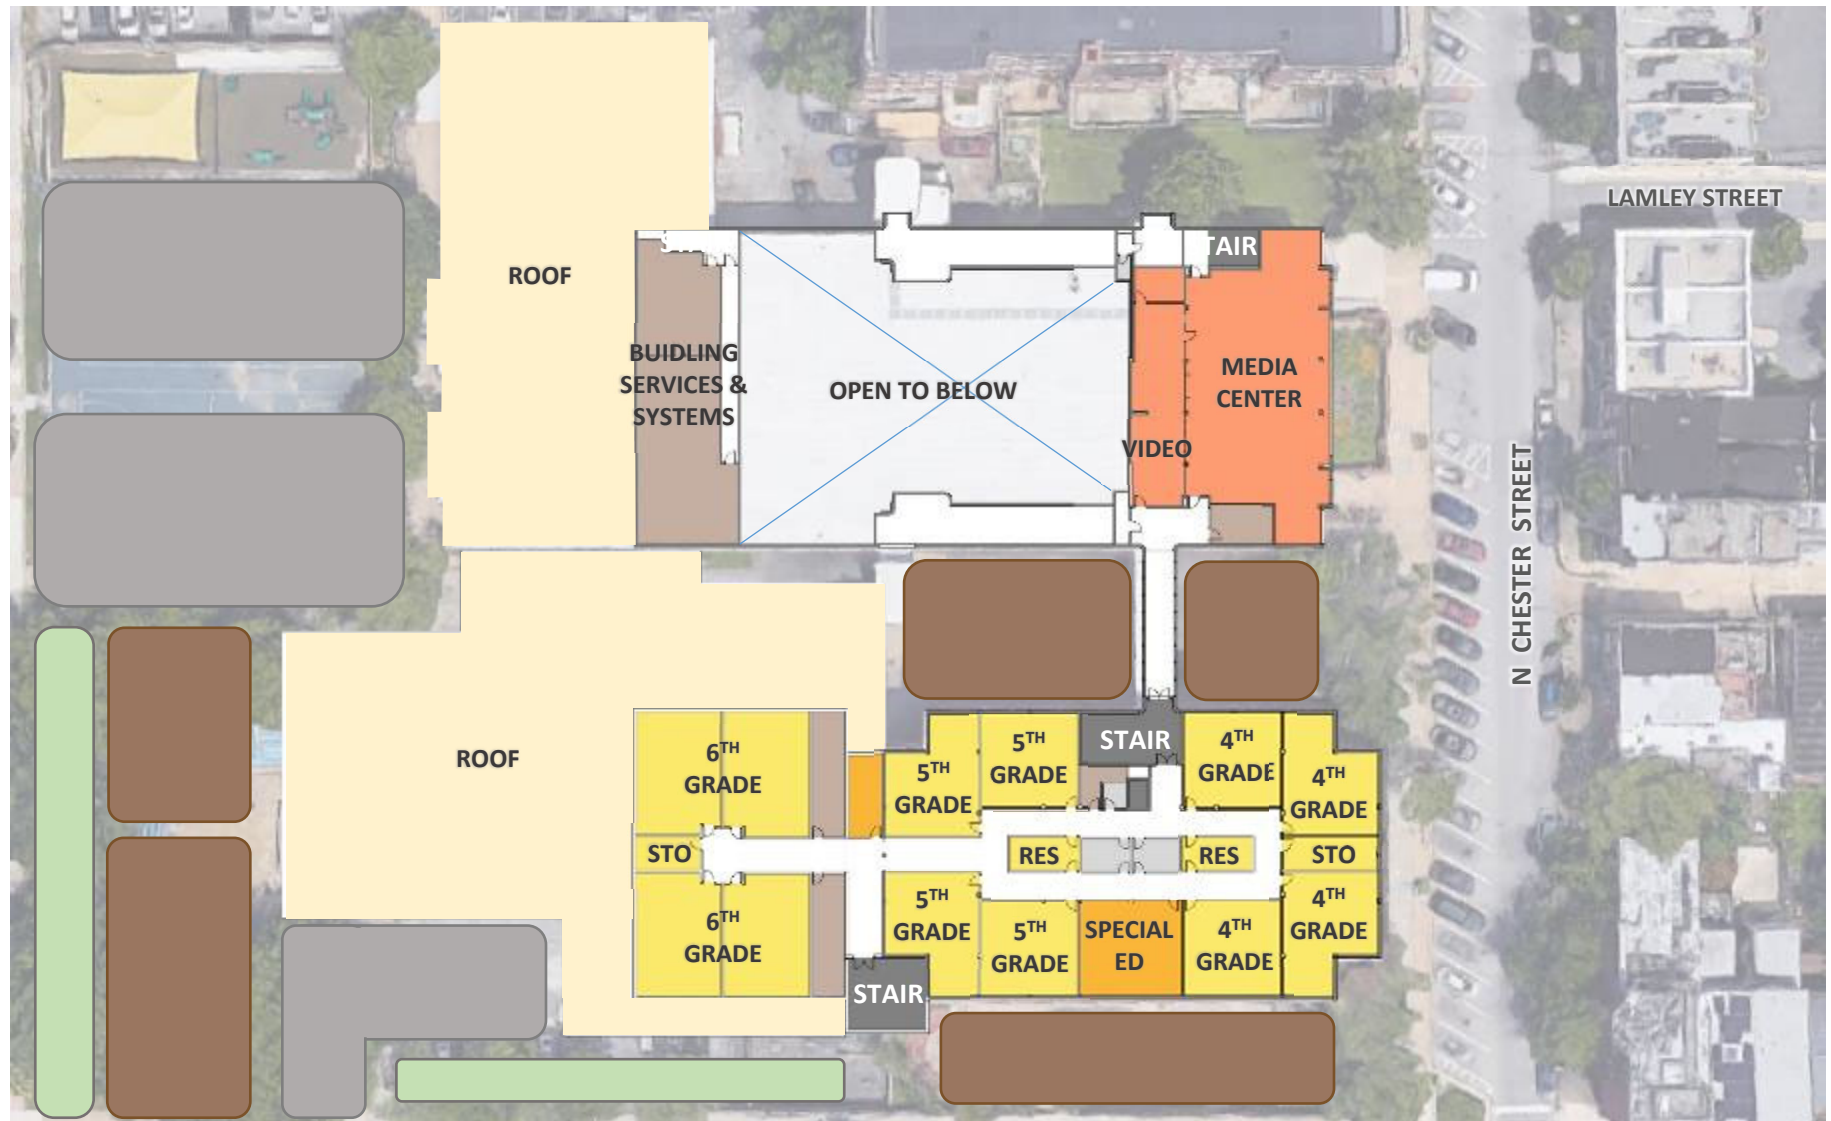 LAMLEY STREET
TAIR
ROOF
BUIDLING
SERVICES &
SYSTEMS
OPEN TO BELOW
MEDIA
CENTER
VIDEO
N CHESTER STREET
ROOF
6TH
GRADE
5TH
GRADE
5TH
GRADE
STAIR
4TH
GRADE
4TH
GRADE
STO
RES
RES
STO
6TH
GRADE
5TH
GRADE
5TH
GRADE
SPECIAL
ED
4TH
GRADE
4TH
GRADE
STAIR